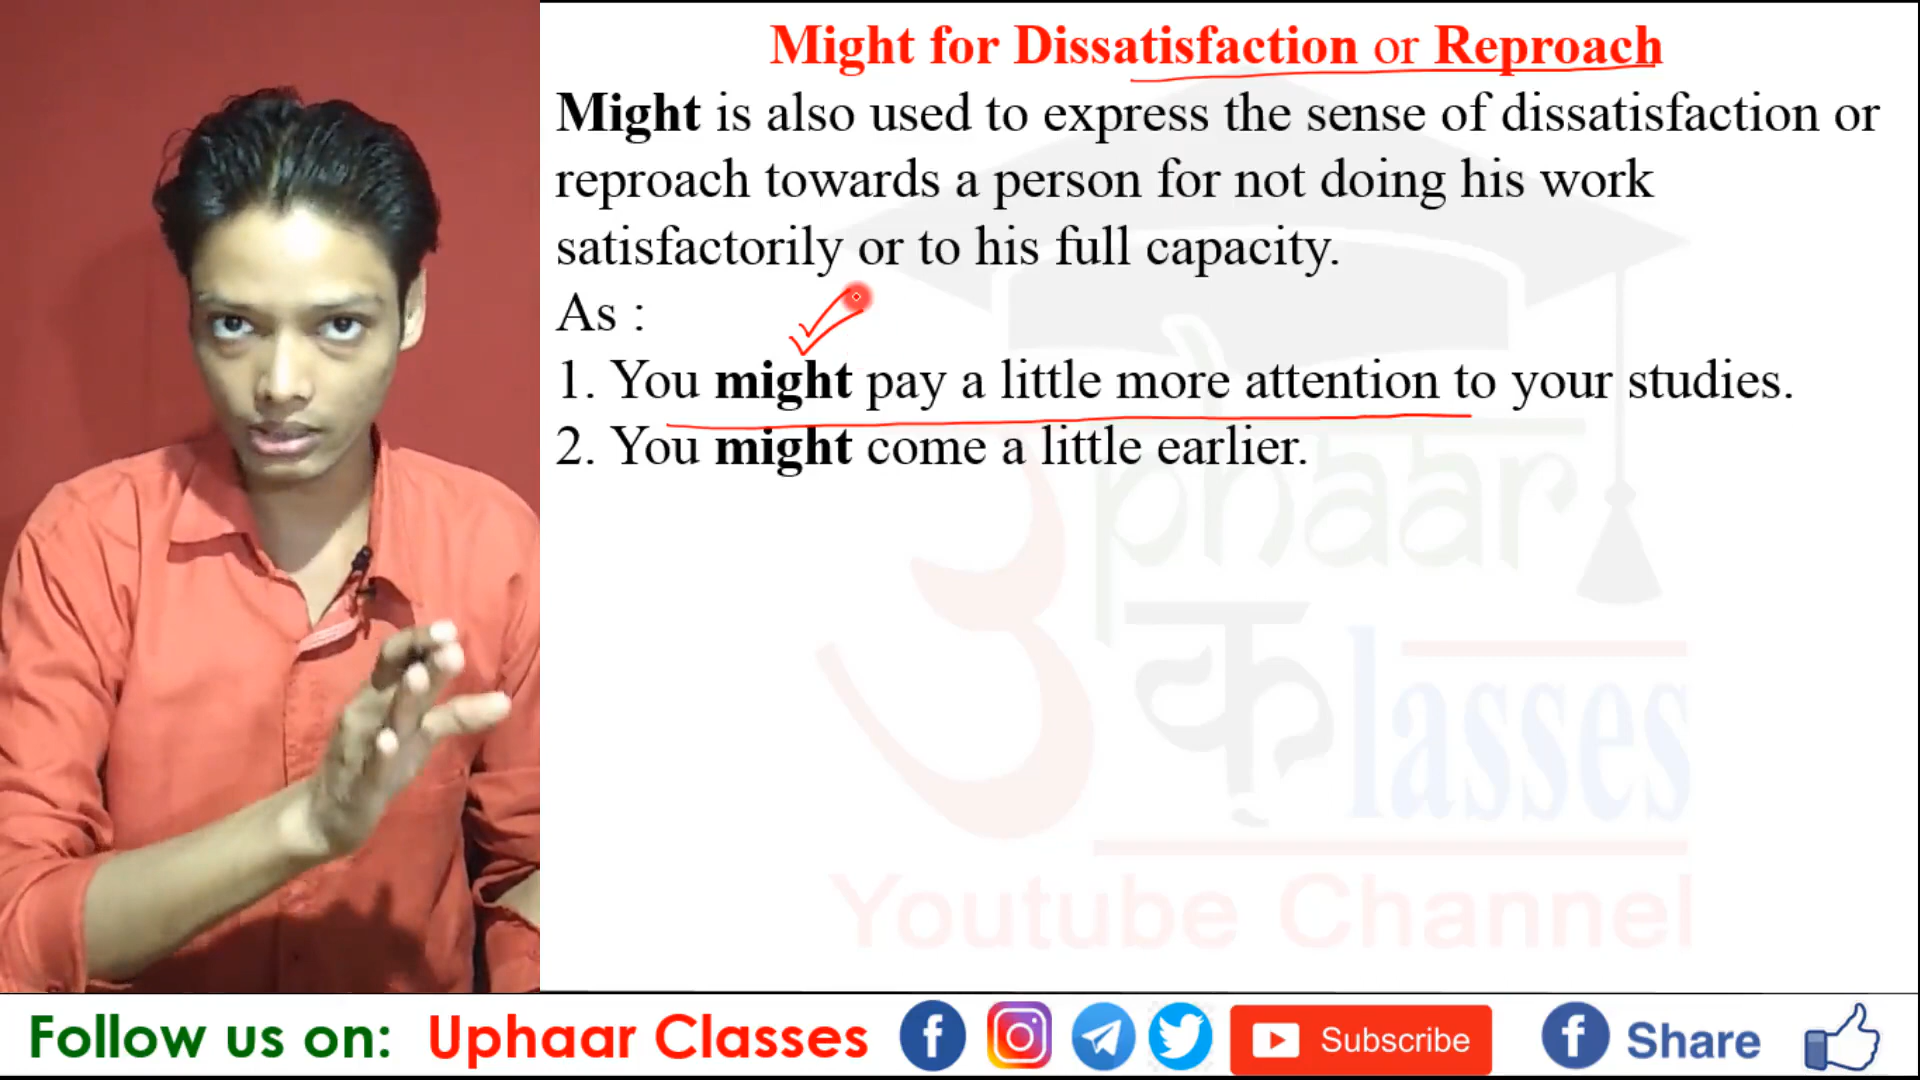 Might for Dissatisfaction or Reproach
Might is also used to express the sense of dissatisfaction or
reproach towards a person for not doing his work
satisfactorily or to his full capacity.
As :
1. You might pay a little more attention to your studies.
2. You might come a little earlier.
उphaar
कlasses
Youtube Channel
Follow us on: Uphaar Classes Subscribe Share